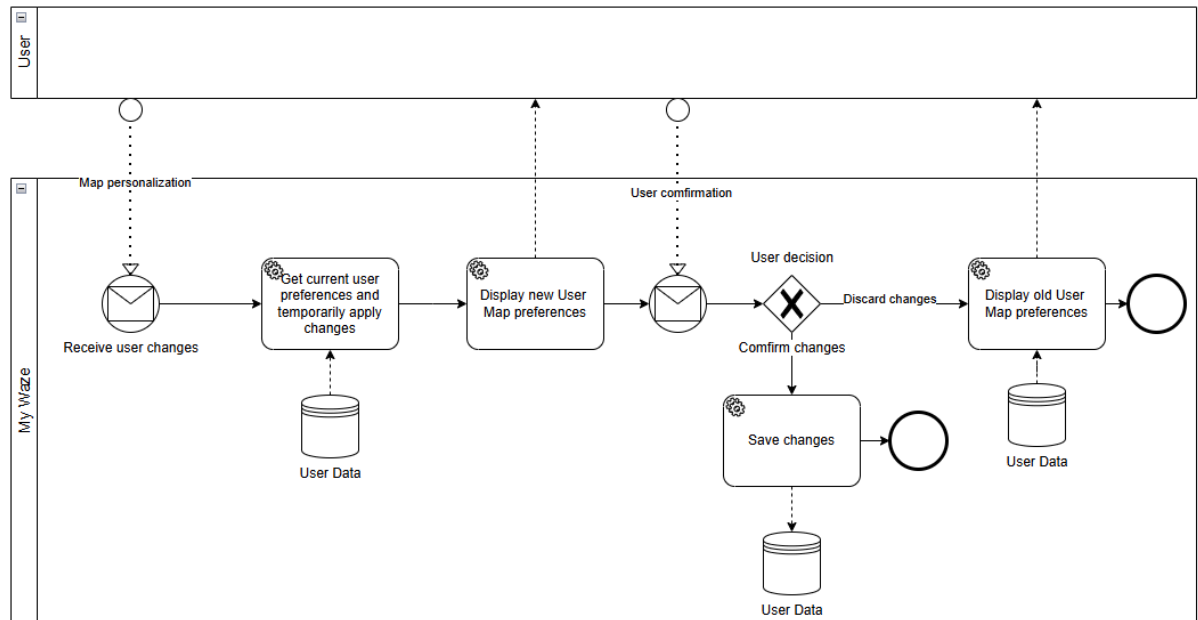 User
Map personalization
User comfirmation
My Waze
Receive user changes
Get current user
preferences and
temporarily apply
changes
User Data
Display new User
Map preferences
User decision
Discard changes
Comfirm changes
Display old User
Map preferences
User Data
Save changes
User Data